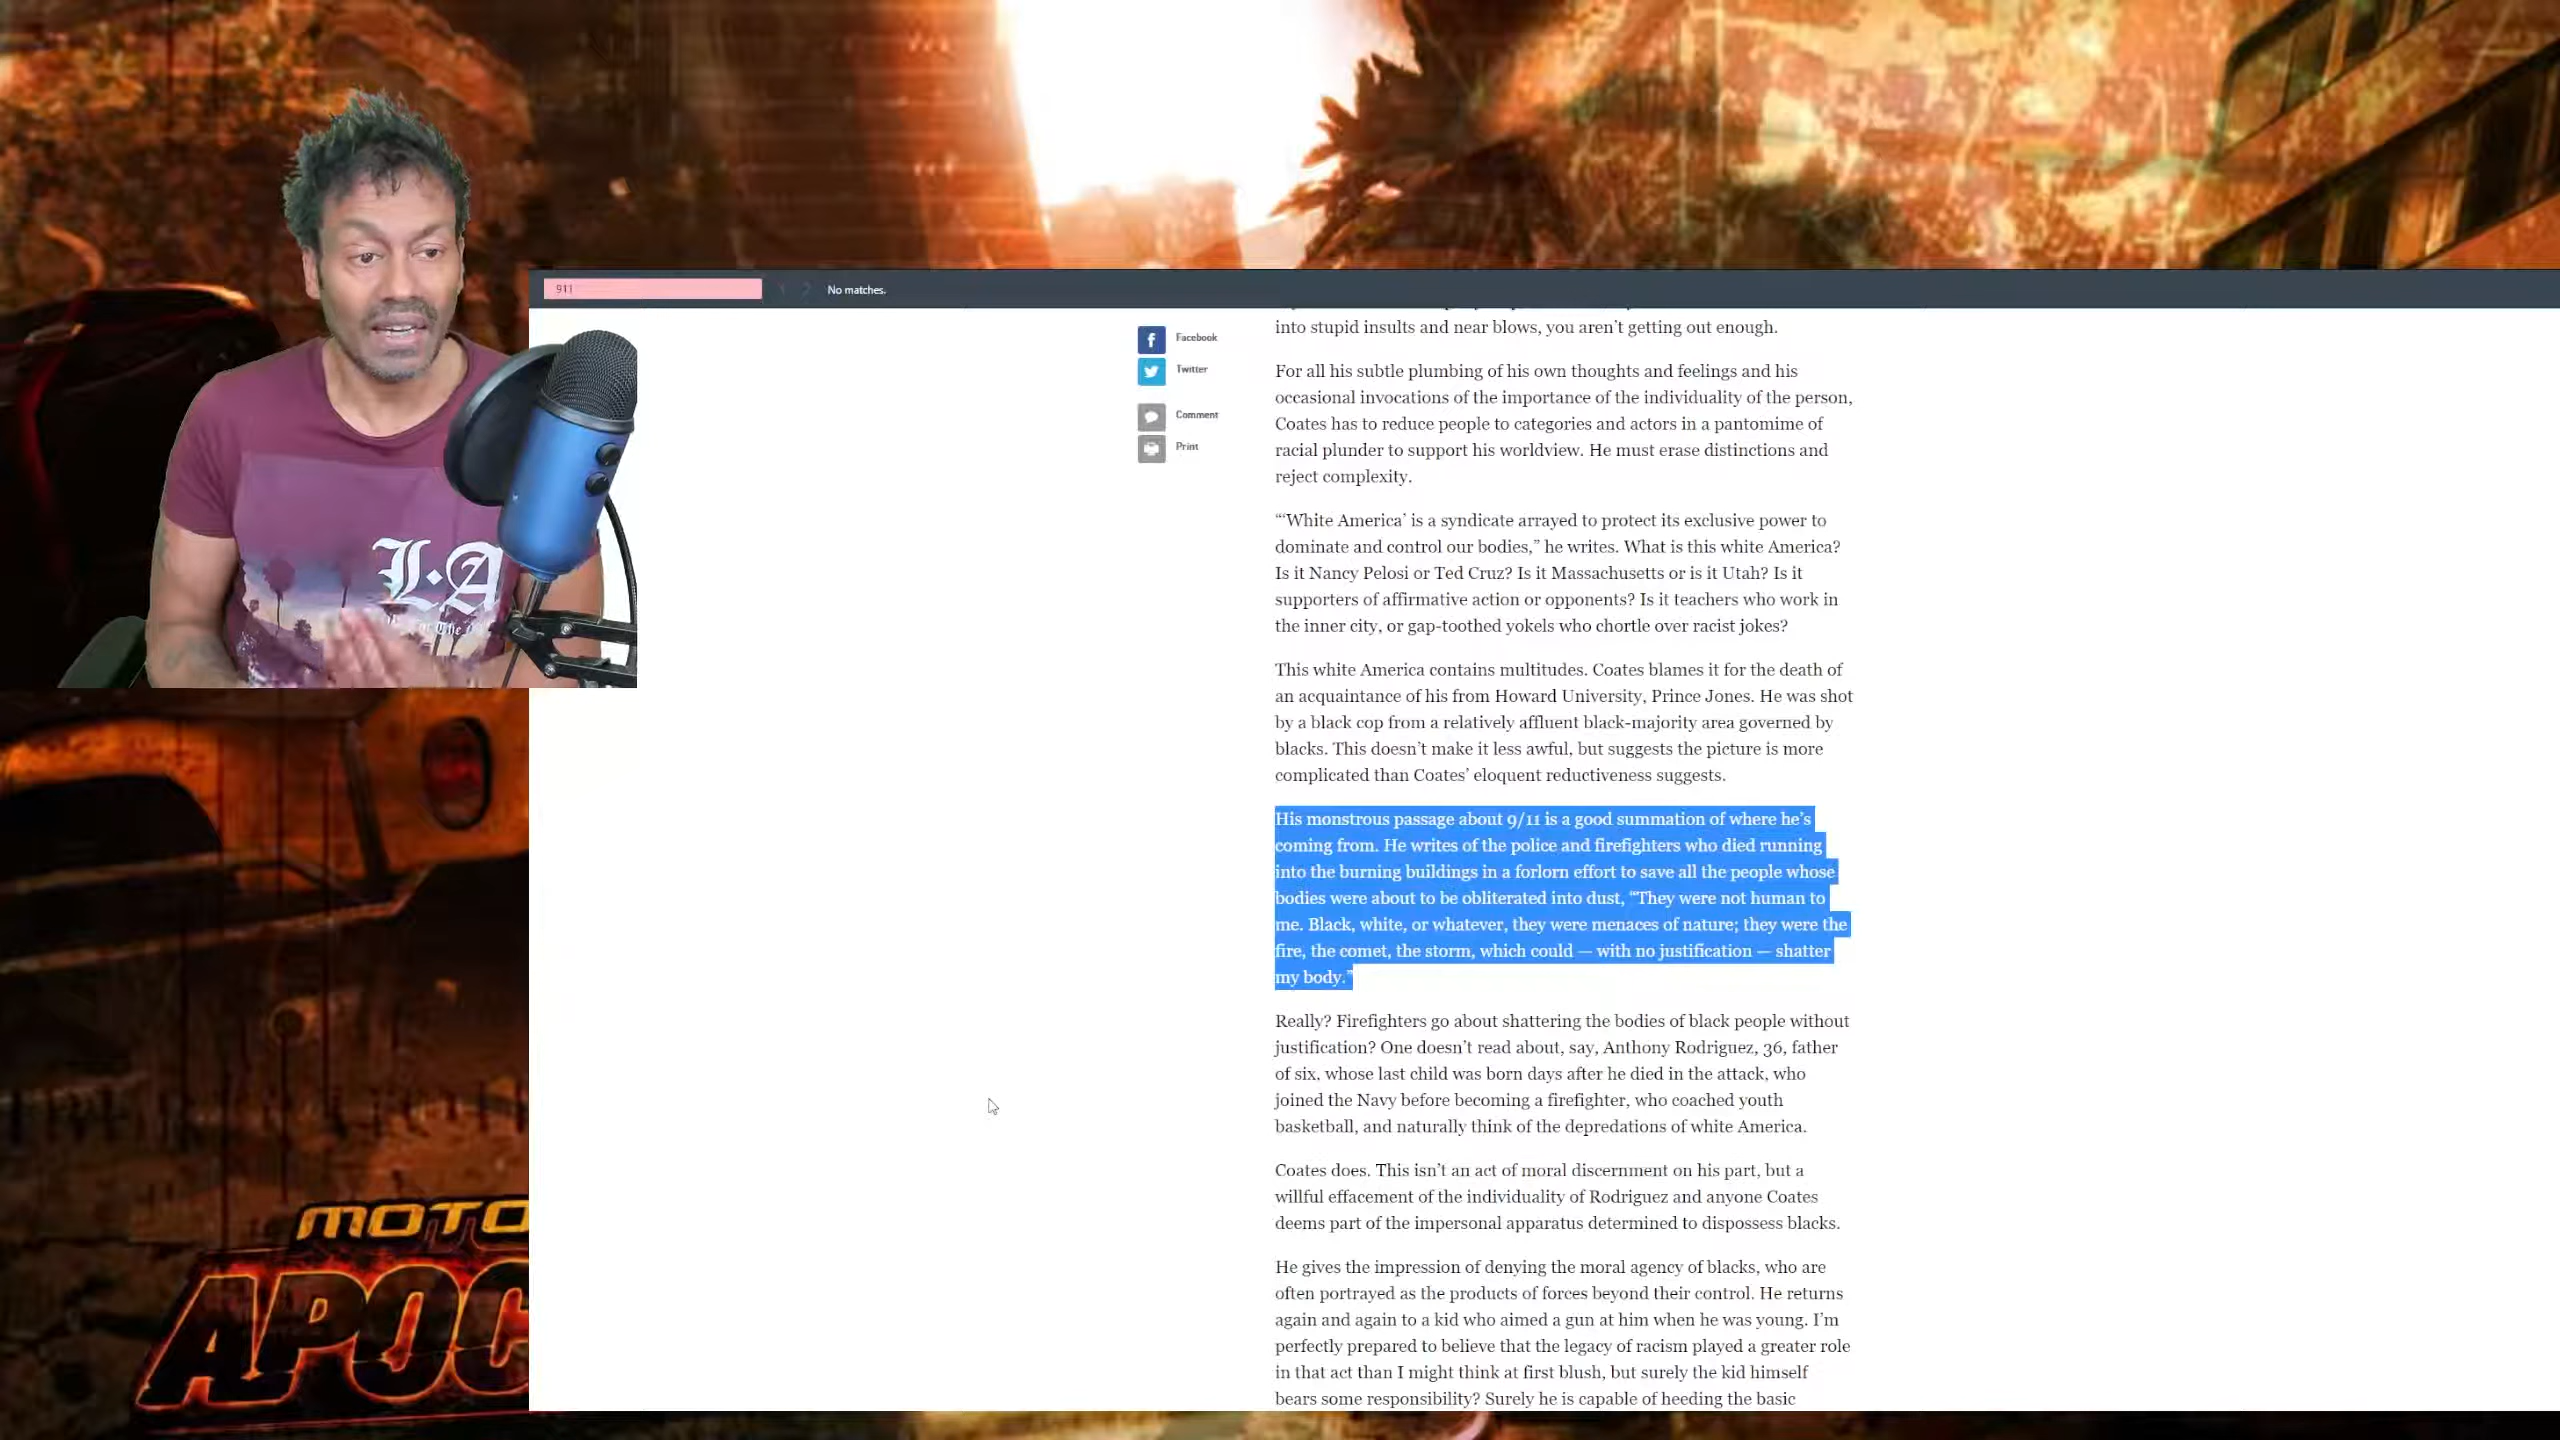 911
No matches.
Facebook
Twitter
Comment
Print
into stupid insults and near blows, you aren't getting out enough.
For all his subtle plumbing of his own thoughts and feelings and his
occasional invocations of the importance of the individuality of the person,
Coates has to reduce people to categories and actors in a pantomime of
racial plunder to support his worldview. He must erase distinctions and
reject complexity.
“‘White America’ is a syndicate arrayed to protect its exclusive power to
dominate and control our bodies,” he writes. What is this white America?
Is it Nancy Pelosi or Ted Cruz? Is it Massachusetts or is it Utah? Is it
supporters of affirmative action or opponents? Is it teachers who work in
the inner city, or gap-toothed yokels who chortle over racist jokes?
This white America contains multitudes. Coates blames it for the death of
an acquaintance of his from Howard University, Prince Jones. He was shot
by a black cop from a relatively affluent black-majority area governed by
blacks. This doesn’t make it less awful, but suggests the picture is more
complicated than Coates’ eloquent reductiveness suggests.
His monstrous passage about 9/11 is a good summation of where he’s
coming from. He writes of the police and firefighters who died running
into the burning buildings in a forlorn effort to save all the people whose
bodies were about to be obliterated into dust, “They were not human to
me. Black, white, or whatever, they were menaces of nature; they were the
fire, the comet, the storm, which could — with no justification — shatter
my body.”
Really? Firefighters go about shattering the bodies of black people without
justification? One doesn’t read about, say, Anthony Rodriguez, 36, father
of six, whose last child was born days after he died in the attack, who
joined the Navy before becoming a firefighter, who coached youth
basketball, and naturally think of the depredations of white America.
Coates does. This isn’t an act of moral discernment on his part, but a
willful effacement of the individuality of Rodriguez and anyone Coates
deems part of the impersonal apparatus determined to dispossess blacks.
He gives the impression of denying the moral agency of blacks, who are
often portrayed as the products of forces beyond their control. He returns
again and again to a kid who aimed a gun at him when he was young. I’m
perfectly prepared to believe that the legacy of racism played a greater role
in that act than I might think at first blush, but surely the kid himself
bears some responsibility? Surely he is capable of heeding the basic
L·A
The
MOTO
APOC